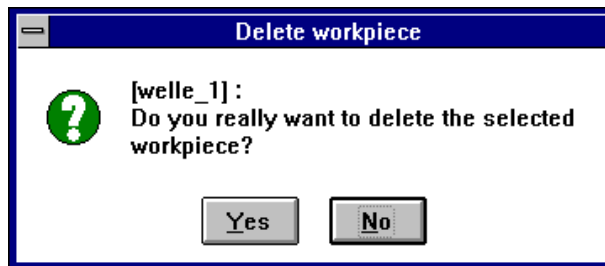 Delete workpiece
[welle_1] :
Do you really want to delete the selected
workpiece?
Yes No